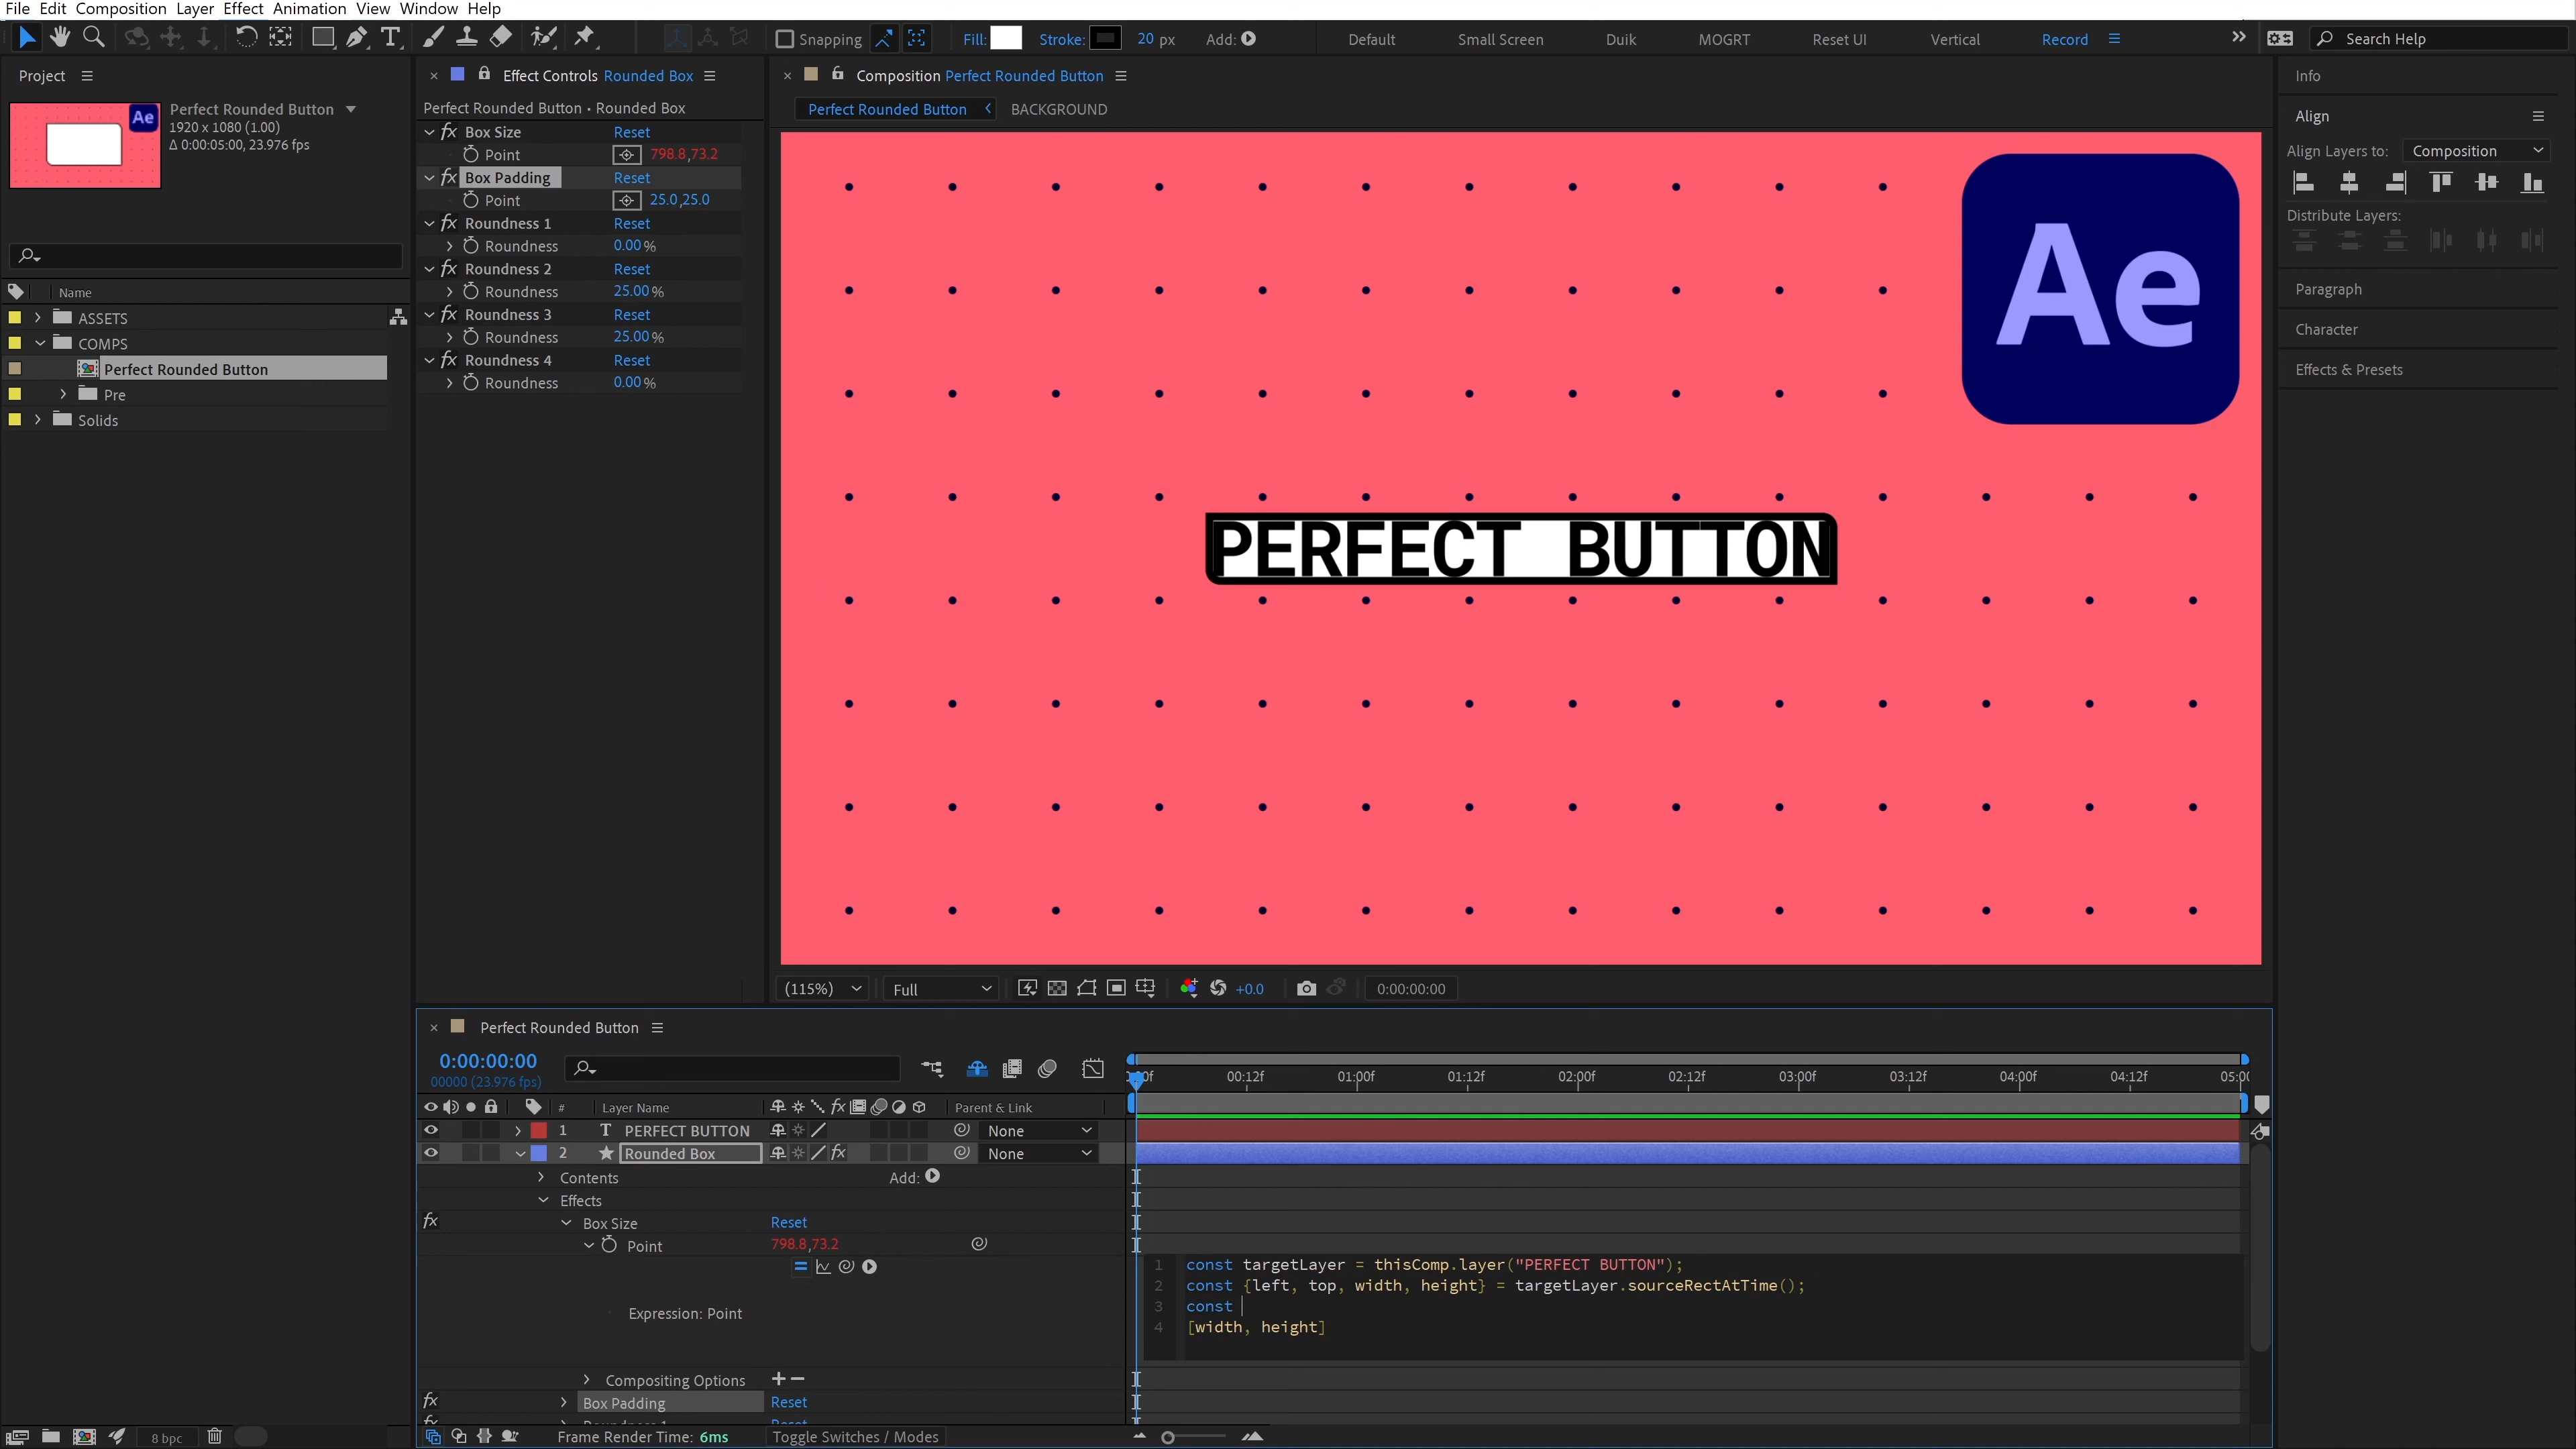 File Edit Composition Layer Effect Animation View Window Help
Snapping Fill: Stroke: 20 px Add: Default Small Screen Duik MOGRT Reset UI Vertical Record Search Help
Project
Perfect Rounded Button
1920 x 1080 (1.00)
Δ 0:00:05:00, 23.976 fps
Name
ASSETS
COMPS
Perfect Rounded Button
Pre
Solids
8 bpc
Effect Controls Rounded Box
Perfect Rounded Button • Rounded Box
fx Box Size Reset
Point 798.8,73.2
fx Box Padding Reset
Point 25.0,25.0
fx Roundness 1 Reset
Roundness 0.00 %
fx Roundness 2 Reset
Roundness 25.00 %
fx Roundness 3 Reset
Roundness 25.00 %
fx Roundness 4 Reset
Roundness 0.00 %
Composition Perfect Rounded Button
Perfect Rounded Button BACKGROUND
Ae
Ae
PERFECT BUTTON
(115%) Full +0.0 0:00:00:00
Info
Align
Align Layers to: Composition
Distribute Layers:
Paragraph
Character
Effects & Presets
Perfect Rounded Button
0:00:00:00
00000 (23.976 fps)
00:12f 01:00f 01:12f 02:00f 02:12f 03:00f 03:12f 04:00f 04:12f
# Layer Name fx Parent & Link
1 T PERFECT BUTTON None
2 Rounded Box fx None
Contents Add:
Effects
fx Box Size Reset
Point 798.8,73.2
Expression: Point
1 const targetLayer = thisComp.layer("PERFECT BUTTON");
2 const {left, top, width, height} = targetLayer.sourceRectAtTime();
3 const
4 [width, height]
Compositing Options
fx Box Padding Reset
Frame Render Time: 6ms Toggle Switches / Modes